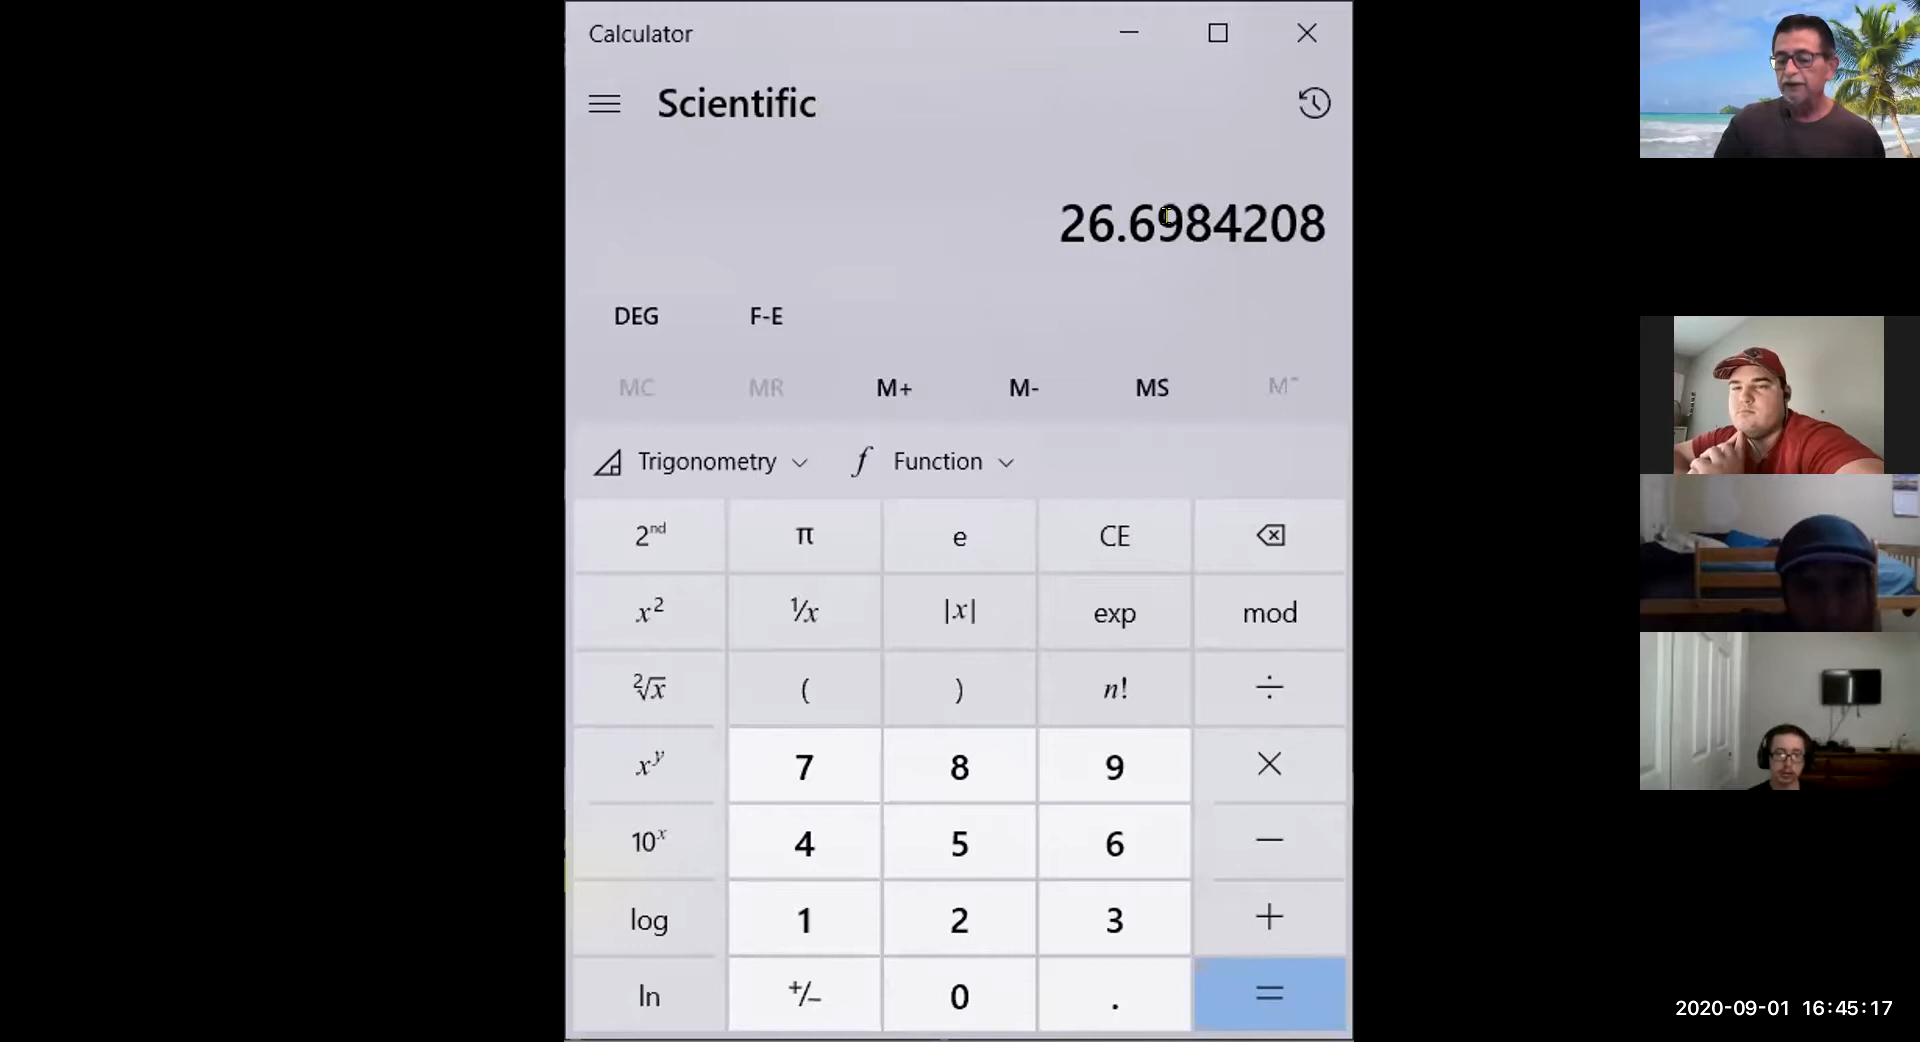 Calculator
Scientific
26.6984208
DEG F-E
MC MR M+ M- MS Mˇ
Trigonometry f Function
2ⁿᵈ π e CE
x² ¹/x |x| exp mod
²√x ( ) n! ÷
xʸ 7 8 9 ×
10ˣ 4 5 6 −
log 1 2 3 +
ln +/− 0 . =
2020-09-01 16:45:17